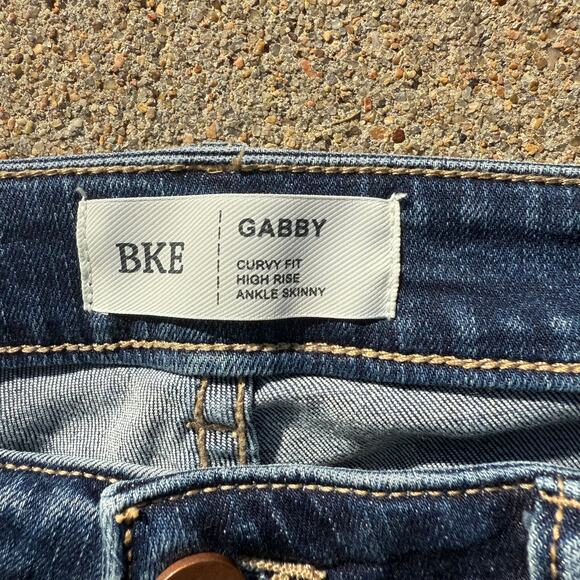 BKE
GABBY
CURVY FIT
HIGH RISE
ANKLE SKINNY